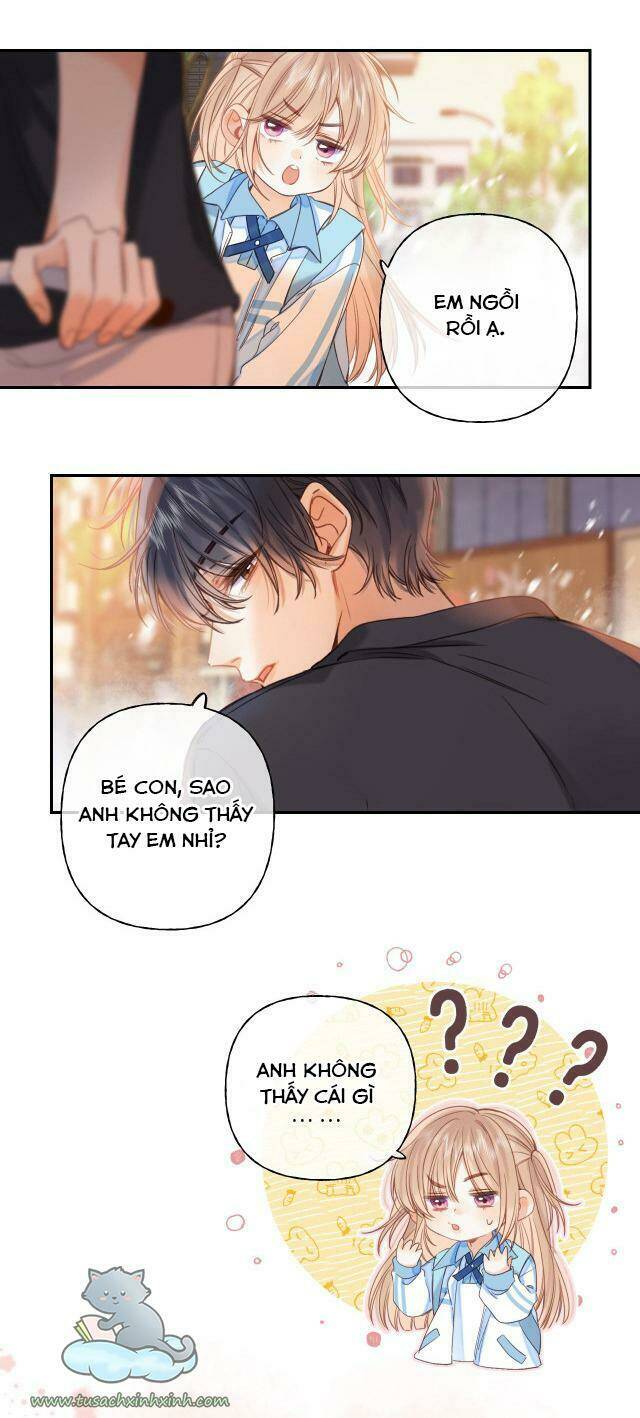 EM NGỒI
RỒI Ạ.
BÉ CON, SAO
ANH KHÔNG THẤY
TAY EM NHỈ?
? ? ?
ANH KHÔNG
THẤY CÁI GÌ
... ...
www.tusachxinhxinh.com